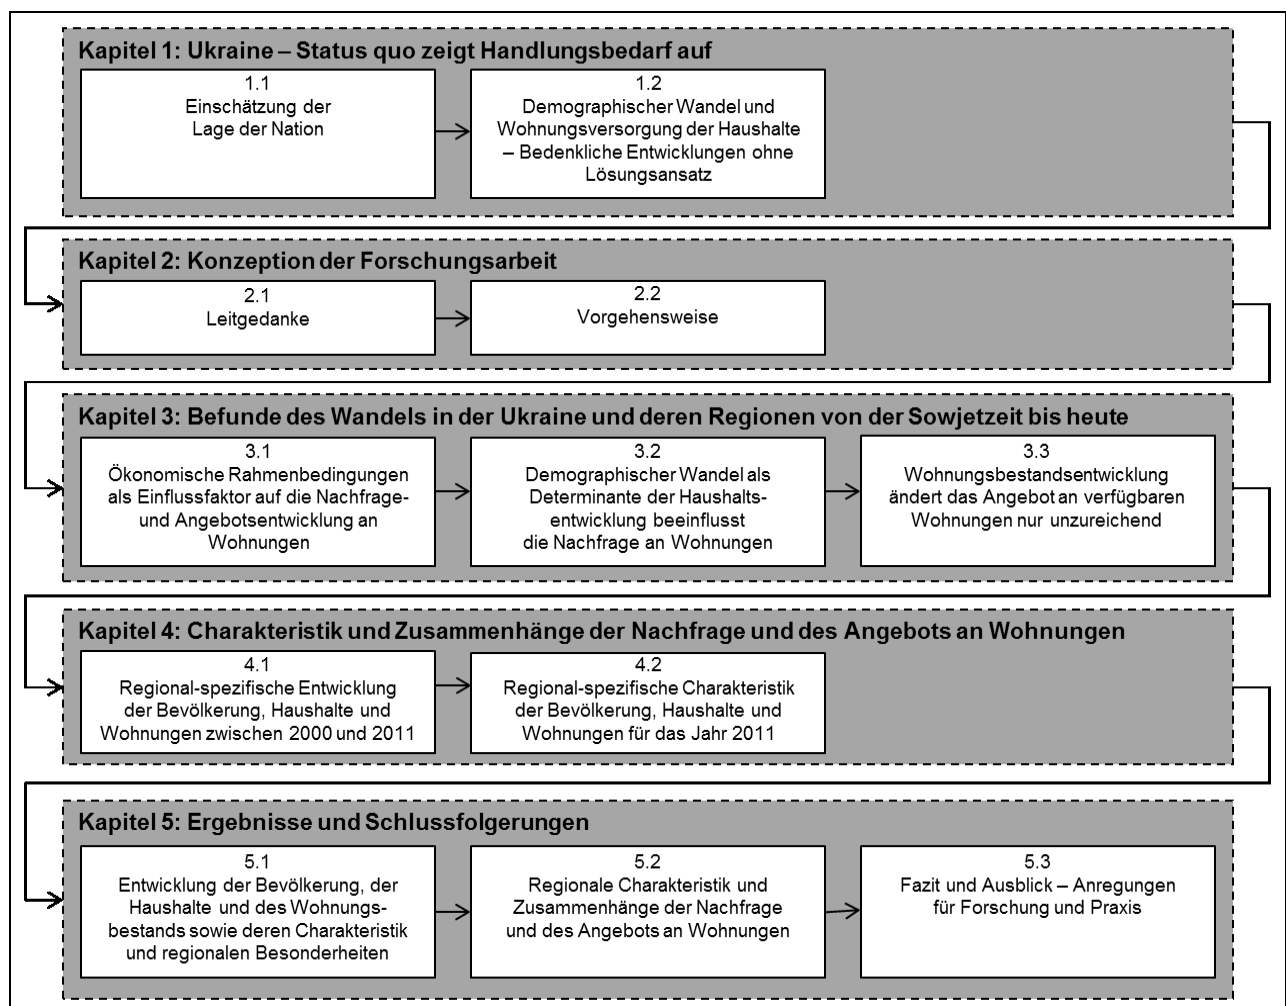 Kapitel 1: Ukraine – Status quo zeigt Handlungsbedarf auf
1.1
Einschätzung der
Lage der Nation
1.2
Demographischer Wandel und
Wohnungsversorgung der Haushalte
– Bedenkliche Entwicklungen ohne
Lösungsansatz
Kapitel 2: Konzeption der Forschungsarbeit
2.1
Leitgedanke
2.2
Vorgehensweise
Kapitel 3: Befunde des Wandels in der Ukraine und deren Regionen von der Sowjetzeit bis heute
3.1
Ökonomische Rahmenbedingungen
als Einflussfaktor auf die Nachfrage-
und Angebotsentwicklung an
Wohnungen
3.2
Demographischer Wandel als
Determinante der Haushalts-
entwicklung beeinflusst
die Nachfrage an Wohnungen
3.3
Wohnungsbestandsentwicklung
ändert das Angebot an verfügbaren
Wohnungen nur unzureichend
Kapitel 4: Charakteristik und Zusammenhänge der Nachfrage und des Angebots an Wohnungen
4.1
Regional-spezifische Entwicklung
der Bevölkerung, Haushalte und
Wohnungen zwischen 2000 und 2011
4.2
Regional-spezifische Charakteristik
der Bevölkerung, Haushalte und
Wohnungen für das Jahr 2011
Kapitel 5: Ergebnisse und Schlussfolgerungen
5.1
Entwicklung der Bevölkerung, der
Haushalte und des Wohnungs-
bestands sowie deren Charakteristik
und regionalen Besonderheiten
5.2
Regionale Charakteristik und
Zusammenhänge der Nachfrage
und des Angebots an Wohnungen
5.3
Fazit und Ausblick – Anregungen
für Forschung und Praxis